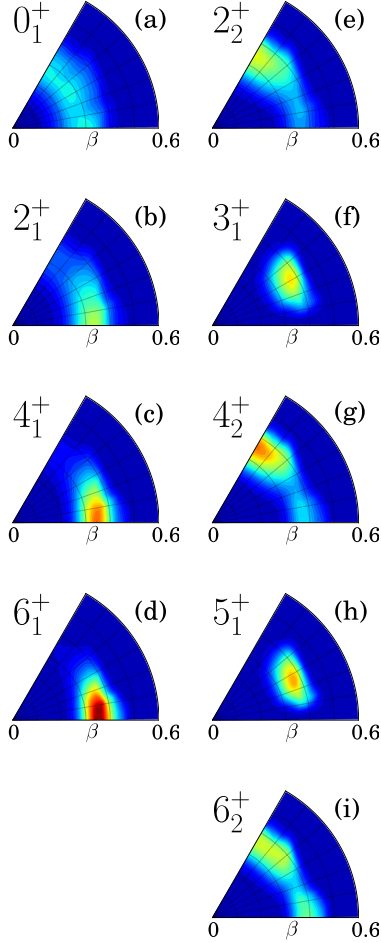 0₁⁺ (a)
0 β 0.6
2₂⁺ (e)
0 β 0.6
2₁⁺ (b)
0 β 0.6
3₁⁺ (f)
0 β 0.6
4₁⁺ (c)
0 β 0.6
4₂⁺ (g)
0 β 0.6
6₁⁺ (d)
0 β 0.6
5₁⁺ (h)
0 β 0.6
6₂⁺ (i)
0 β 0.6